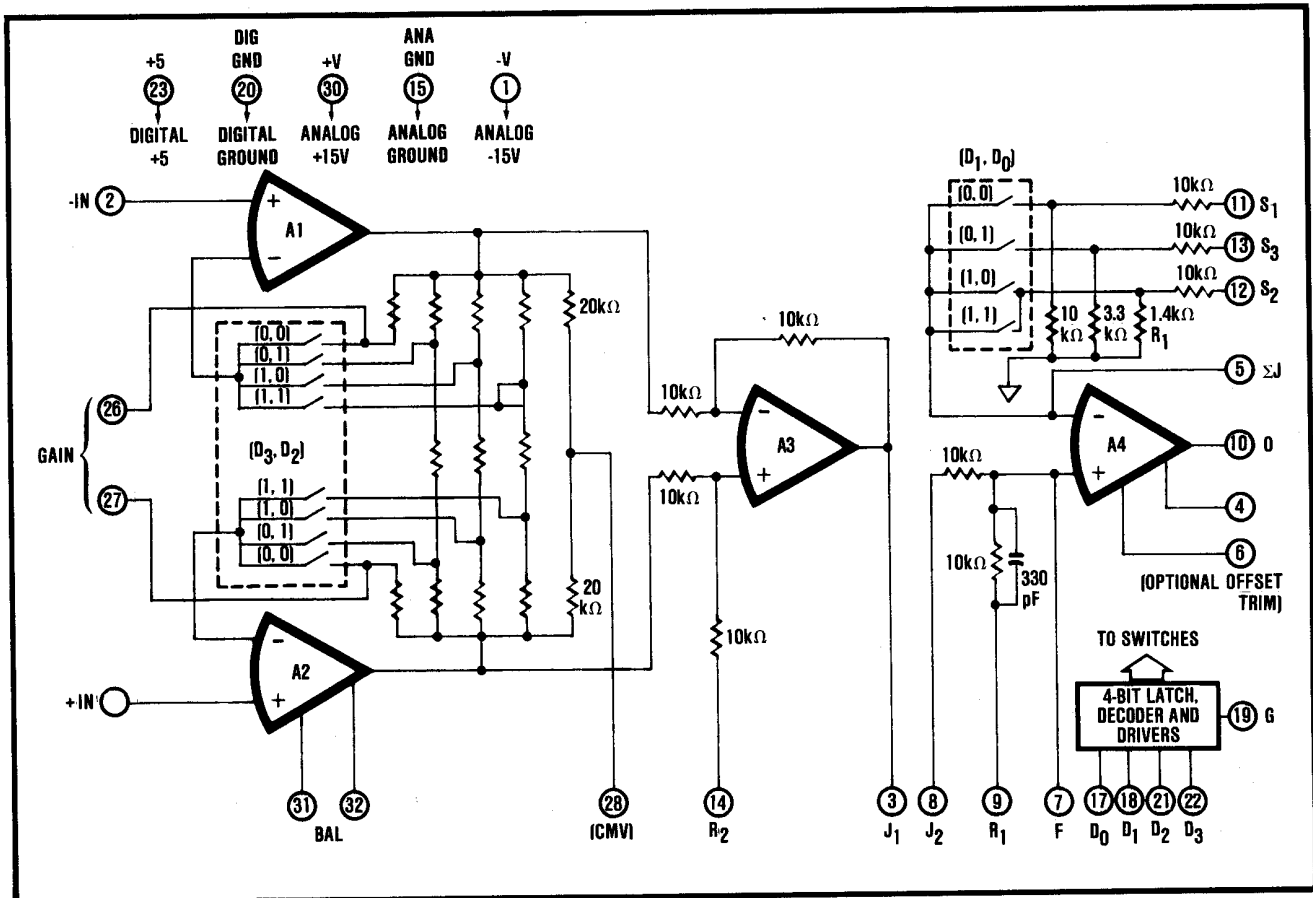 +5 DIG GND +V ANA GND -V
23 20 30 15 1
DIGITAL +5 DIGITAL GROUND ANALOG +15V ANALOG GROUND ANALOG -15V
-IN 2
+
A1
−
20kΩ
(0, 0)
(0, 1)
(1, 0)
(1, 1)
GAIN
26
27
(D3, D2)
(1, 1)
(1, 0)
(0, 1)
(0, 0)
20 kΩ
−
A2
+
+IN
31 32
BAL
28
(CMV)
10kΩ
10kΩ
−
A3
+
10kΩ
10kΩ
14
R2
3
J1
(D1, D0)
(0, 0)
(0, 1)
(1, 0)
(1, 1)
10kΩ 11 S1
10kΩ 13 S3
10kΩ 12 S2
10 kΩ
3.3 kΩ
1.4kΩ R1
5 ΣJ
−
A4
+
10 O
4
6
(OPTIONAL OFFSET TRIM)
10kΩ
10kΩ
330 pF
8
J2
9
R1
7
F
TO SWITCHES
4-BIT LATCH,
DECODER AND
DRIVERS
19 G
17 18 21 22
D0 D1 D2 D3